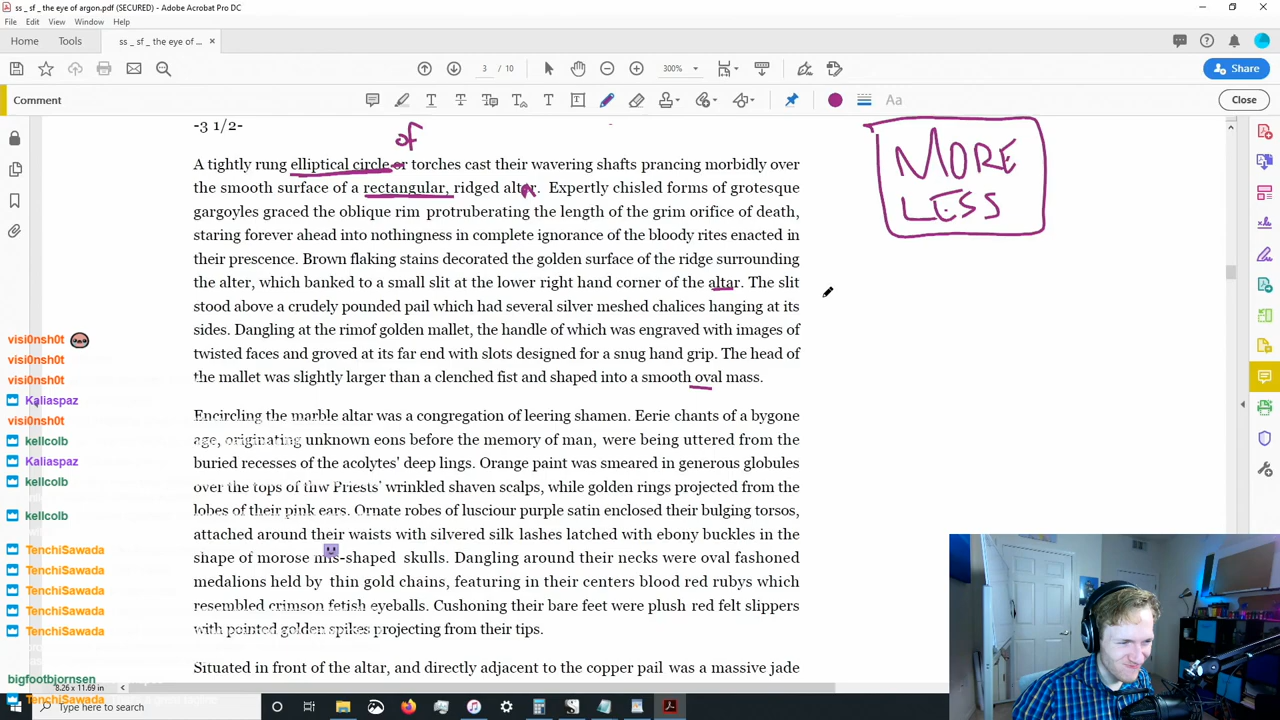 ss _ sf _ the eye of argon.pdf (SECURED) - Adobe Acrobat Pro DC
File Edit View Window Help
Home Tools ss _ sf _ the eye of ... ×
3 / 10 300% Share
Comment Aa Close
-3 1/2-
of
A tightly rung elliptical circle or torches cast their wavering shafts prancing morbidly over
the smooth surface of a rectangular, ridged alter. Expertly chisled forms of grotesque
gargoyles graced the oblique rim protruberating the length of the grim orifice of death,
staring forever ahead into nothingness in complete ignorance of the bloody rites enacted in
their prescence. Brown flaking stains decorated the golden surface of the ridge surrounding
the alter, which banked to a small slit at the lower right hand corner of the altar. The slit
stood above a crudely pounded pail which had several silver meshed chalices hanging at its
sides. Dangling at the rimof golden mallet, the handle of which was engraved with images of
twisted faces and groved at its far end with slots designed for a snug hand grip. The head of
the mallet was slightly larger than a clenched fist and shaped into a smooth oval mass.
Encircling the marble altar was a congregation of leering shamen. Eerie chants of a bygone
age, originating unknown eons before the memory of man, were being uttered from the
buried recesses of the acolytes' deep lings. Orange paint was smeared in generous globules
over the tops of thw Priests' wrinkled shaven scalps, while golden rings projected from the
lobes of their pink ears. Ornate robes of lusciour purple satin enclosed their bulging torsos,
attached around their waists with silvered silk lashes latched with ebony buckles in the
shape of morose mis-shaped skulls. Dangling around their necks were oval fashoned
medalions held by thin gold chains, featuring in their centers blood red rubys which
resembled crimson fetish eyeballs. Cushoning their bare feet were plush red felt slippers
with pointed golden spikes projecting from their tips.
Situated in front of the altar, and directly adjacent to the copper pail was a massive jade
MORE
LESS
visi0nsh0t
visi0nsh0t
visi0nsh0t
Kaliaspaz
visi0nsh0t
kellcolb
Kaliaspaz
kellcolb
kellcolb
TenchiSawada
TenchiSawada
TenchiSawada
TenchiSawada
TenchiSawada
bigfootbjornsen
TenchiSawada
8.26 x 11.69 in
Type here to search